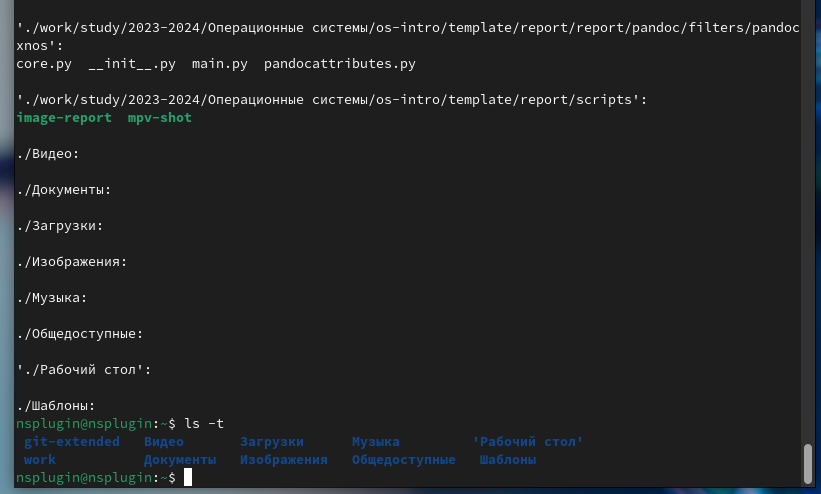 './work/study/2023-2024/Операционные системы/os-intro/template/report/report/pandoc/filters/pandoc
xnos':
core.py  __init__.py  main.py  pandocattributes.py
'./work/study/2023-2024/Операционные системы/os-intro/template/report/scripts':
image-report  mpv-shot
./Видео:
./Документы:
./Загрузки:
./Изображения:
./Музыка:
./Общедоступные:
'./Рабочий стол':
./Шаблоны:
nsplugin@nsplugin:~$ ls -t
git-extended   Видео       Загрузки      Музыка         'Рабочий стол'
work           Документы   Изображения   Общедоступные   Шаблоны
nsplugin@nsplugin:~$